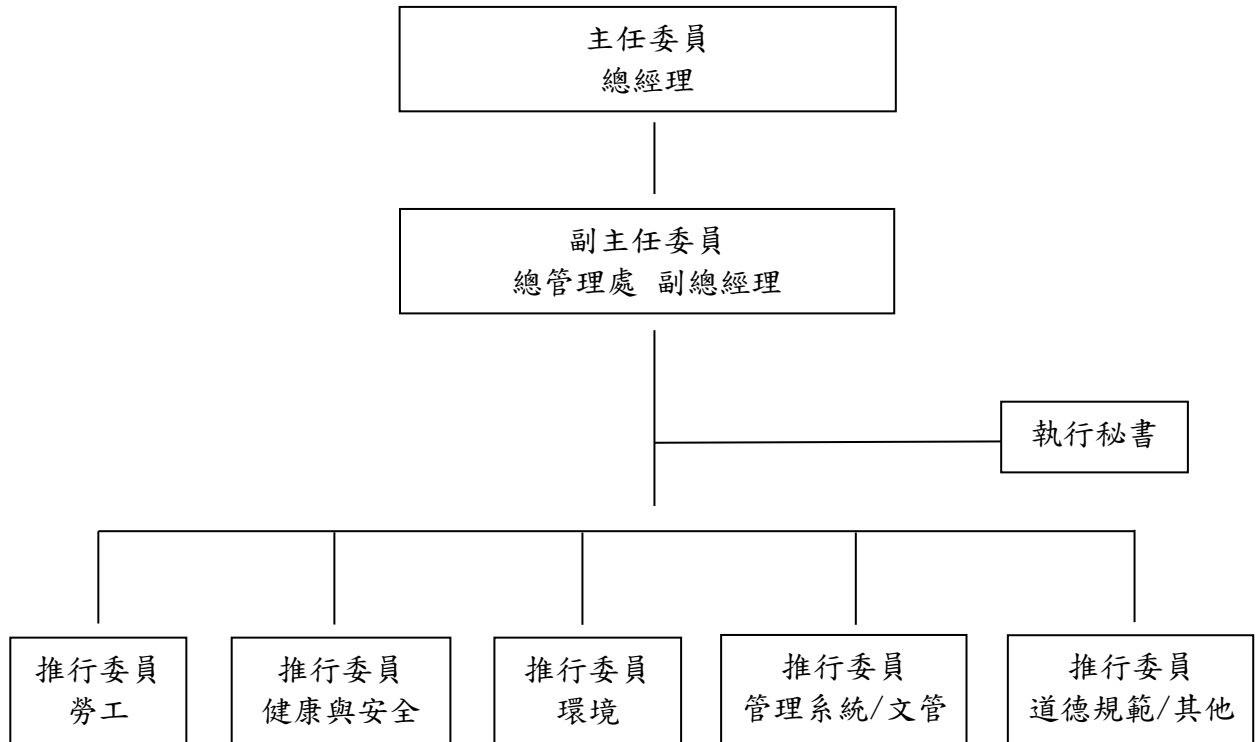 主任委員
總經理
副主任委員
總管理處 副總經理
執行秘書
推行委員
勞工
推行委員
健康與安全
推行委員
環境
推行委員
管理系統/文管
推行委員
道德規範/其他